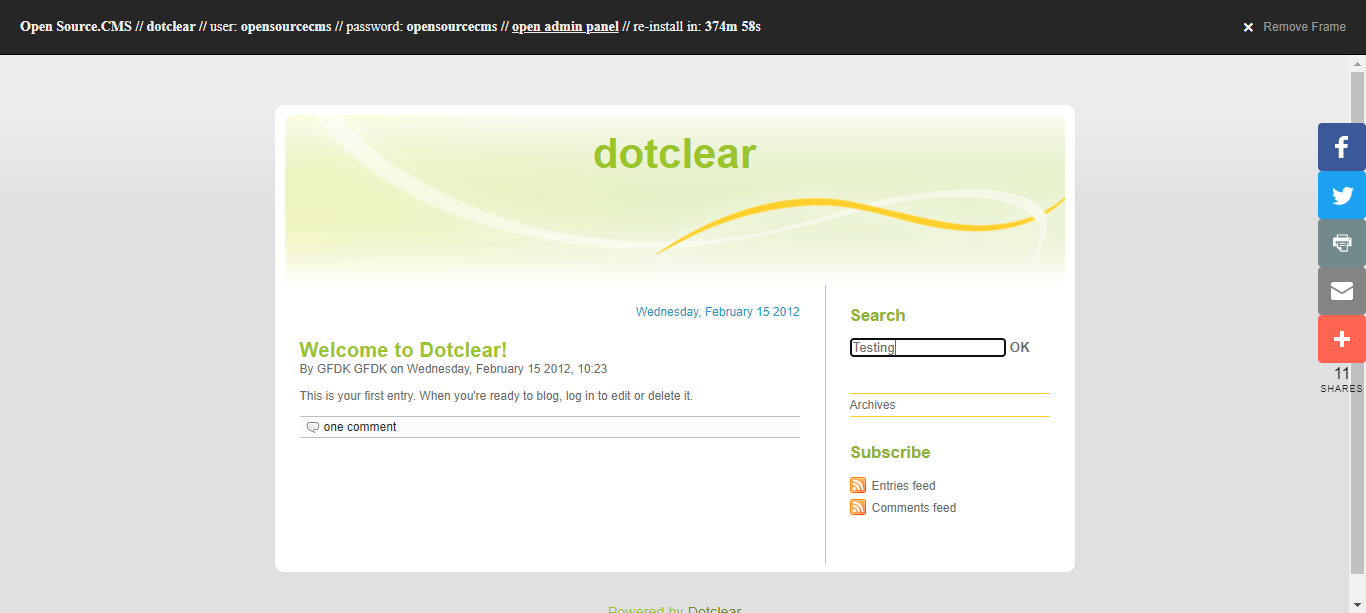 Open Source.CMS // dotclear // user: opensourcecms // password: opensourcecms // open admin panel // re-install in: 374m 58s
Remove Frame
dotclear
Wednesday, February 15 2012
Welcome to Dotclear!
By GFDK GFDK on Wednesday, February 15 2012, 10:23
This is your first entry. When you're ready to blog, log in to edit or delete it.
one comment
Search
Testing OK
Archives
Subscribe
Entries feed
Comments feed
11
SHARES
Powered by Dotclear